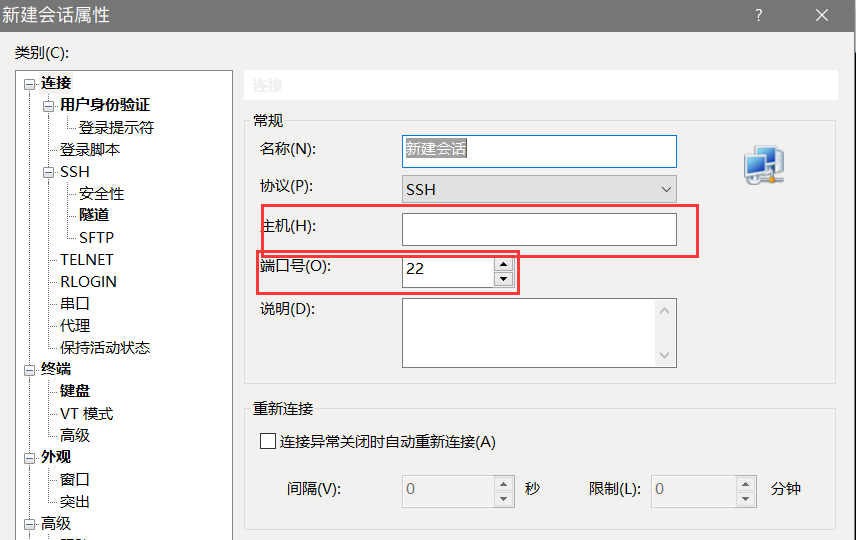 新建会话属性
类别(C):
连接
用户身份验证
登录提示符
登录脚本
SSH
安全性
隧道
SFTP
TELNET
RLOGIN
串口
代理
保持活动状态
终端
键盘
VT 模式
高级
外观
窗口
突出
高级
连接
常规
名称(N): 新建会话
协议(P): SSH
主机(H):
端口号(O): 22
说明(D):
重新连接
连接异常关闭时自动重新连接(A)
间隔(V): 0 秒 限制(L): 0 分钟